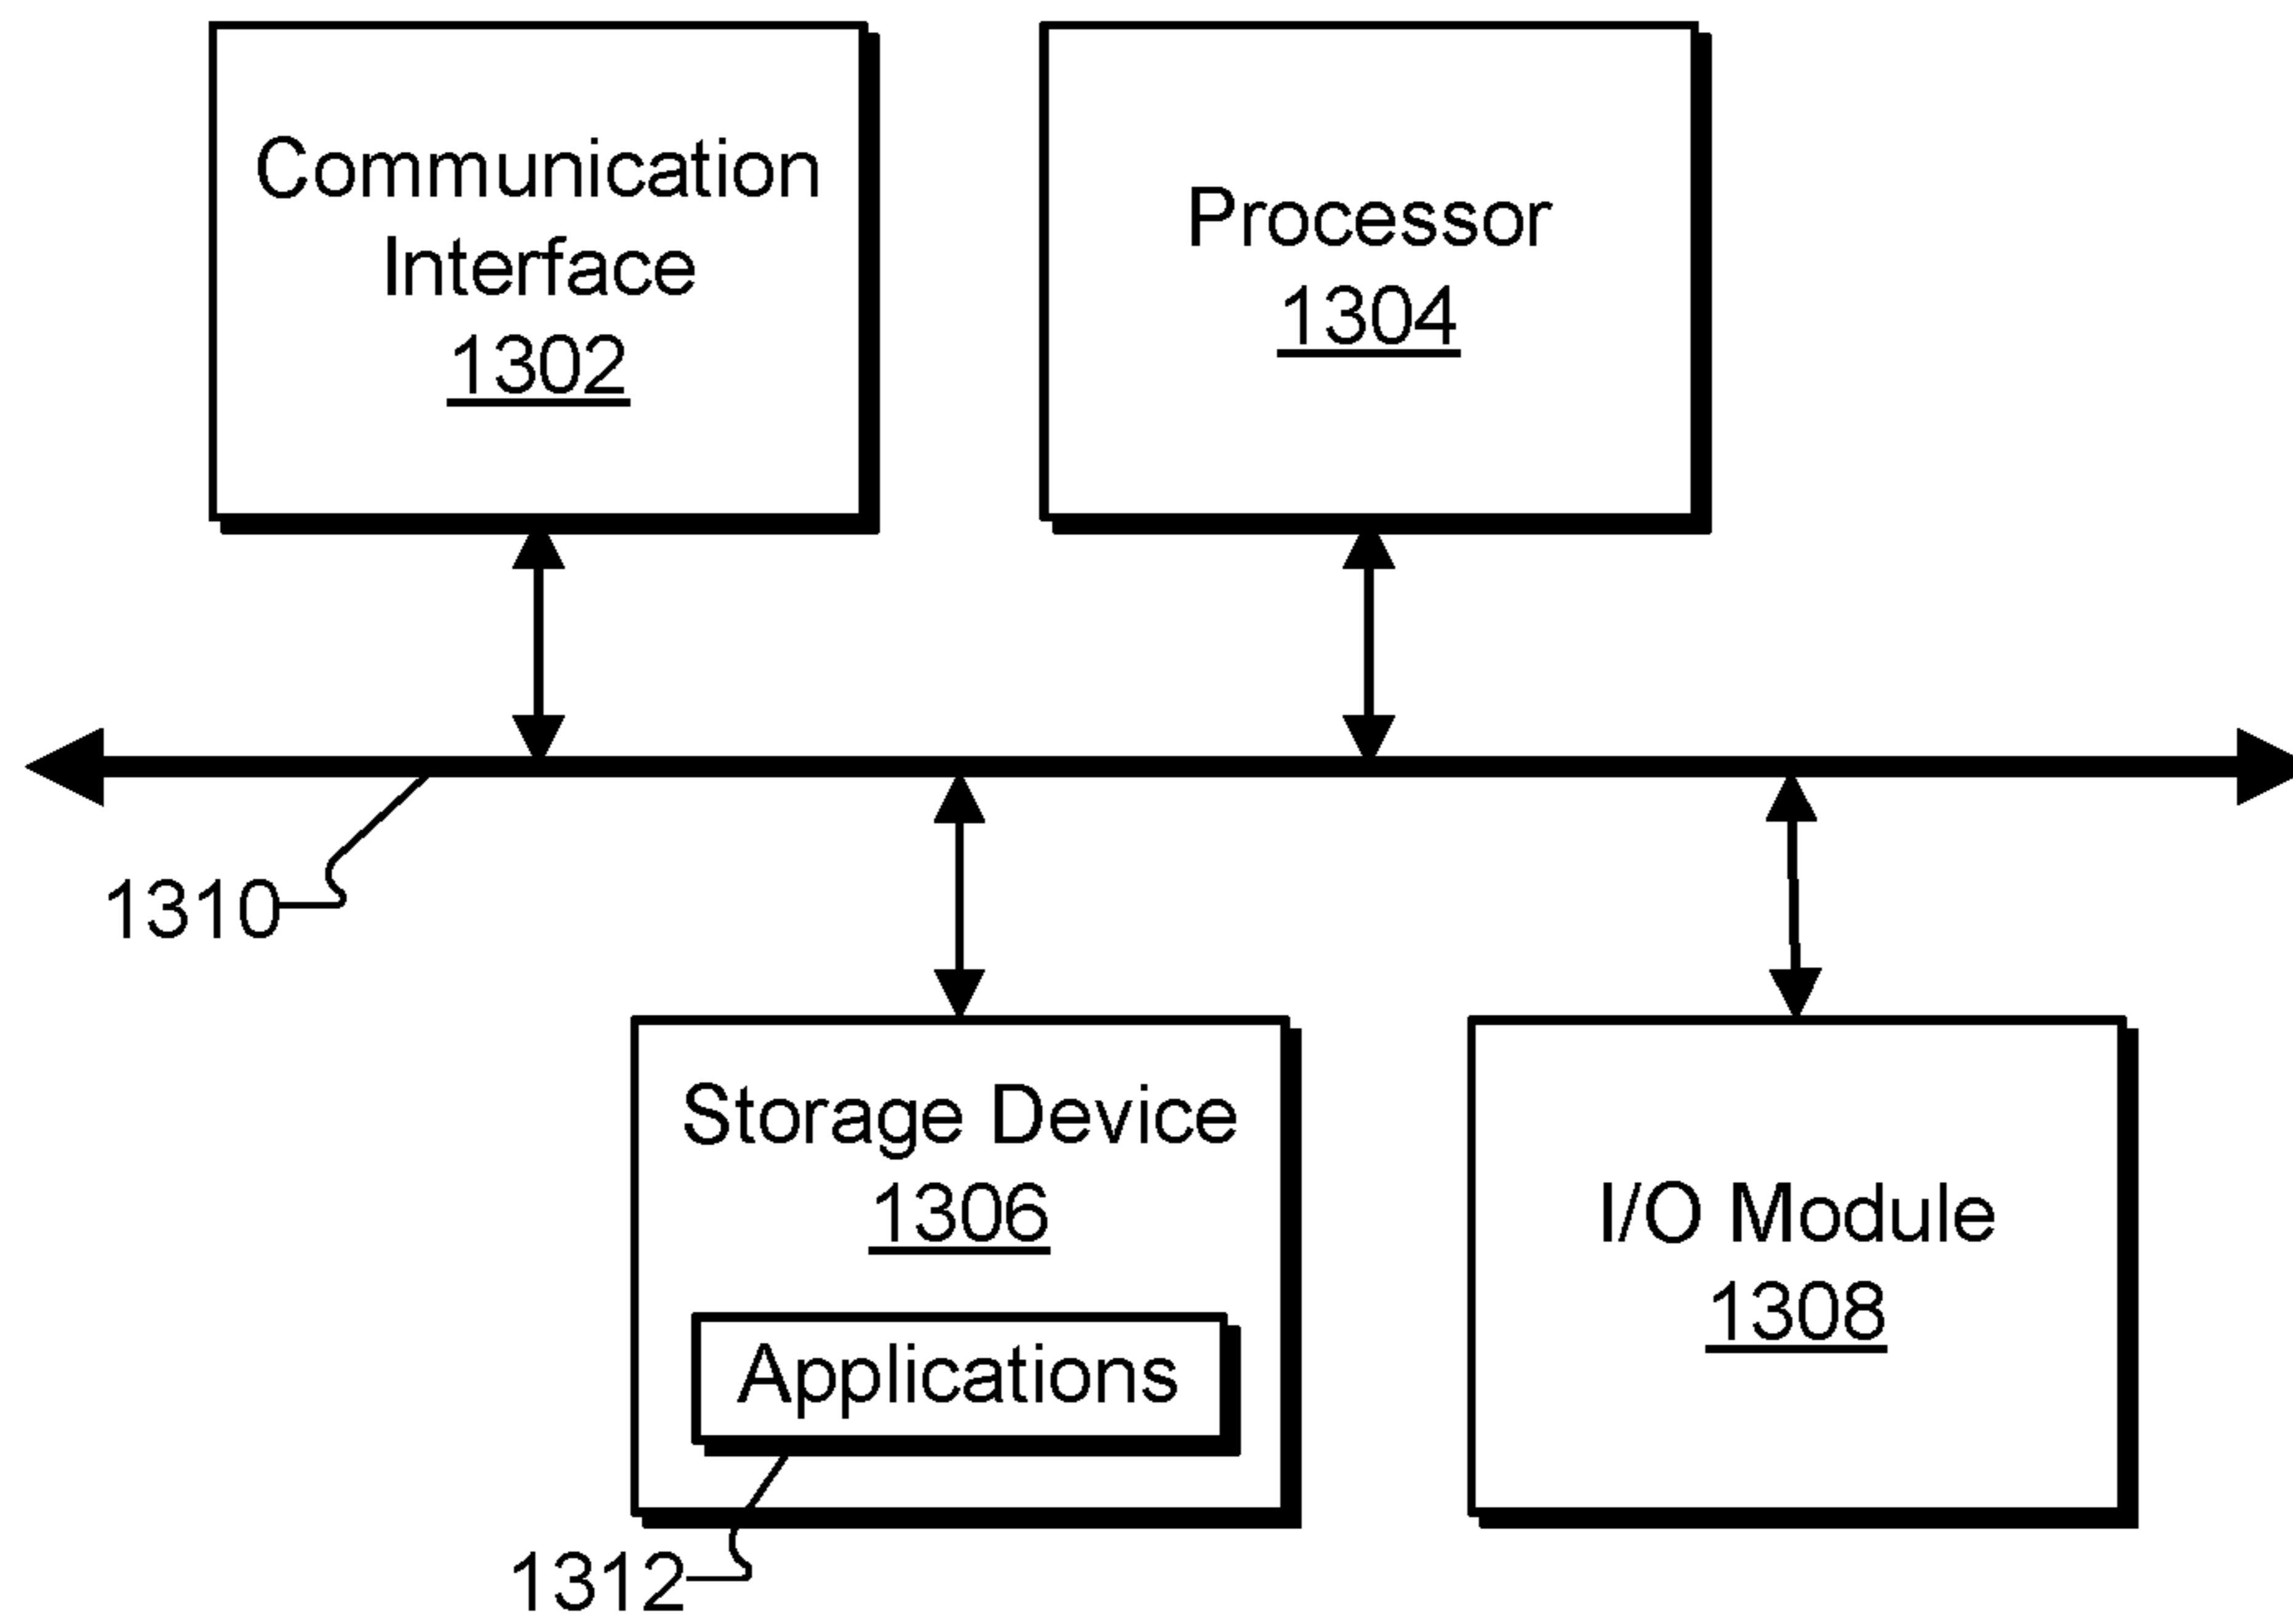 Communication
Interface
1302
Processor
1304
1310
Storage Device
1306
Applications
1312
I/O Module
1308